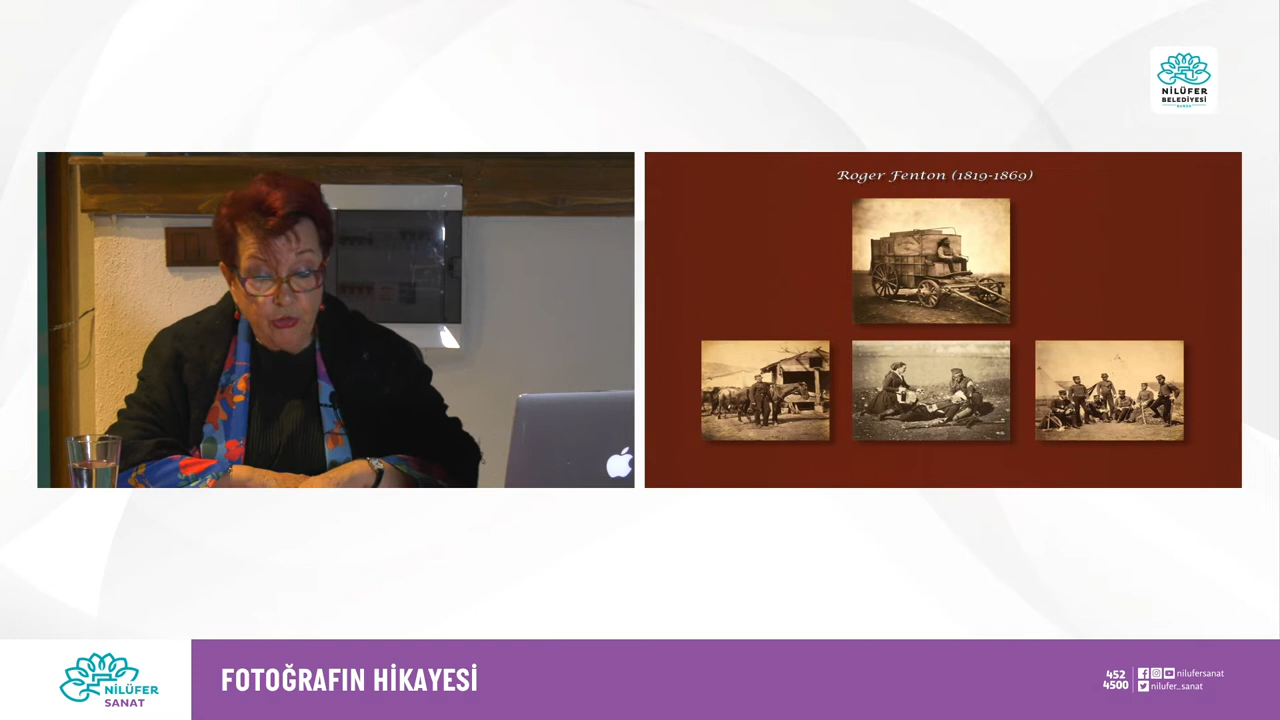 NİLÜFER
BELEDİYESİ
BURSA
Roger Fenton (1819-1869)
NİLÜFER
SANAT
FOTOĞRAFIN HİKAYESİ
452
4500
nilufersanat
nilufer_sanat